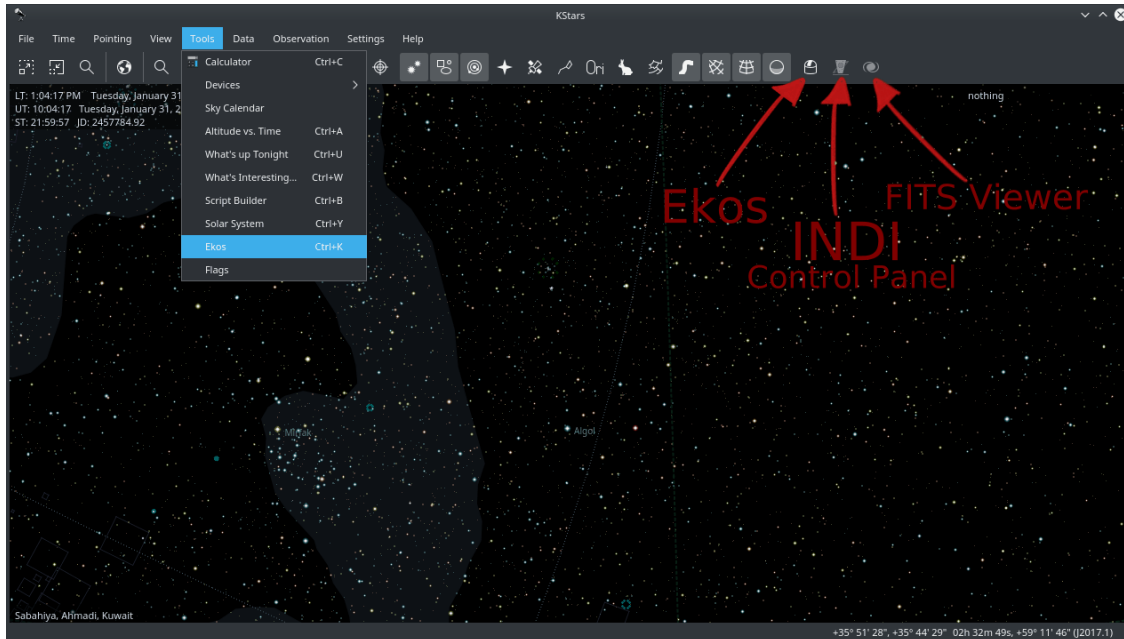 KStars
File Time Pointing View Tools Data Observation Settings Help
Ori
Calculator Ctrl+C
Devices
Sky Calendar
Altitude vs. Time Ctrl+A
What's up Tonight Ctrl+U
What's Interesting... Ctrl+W
Script Builder Ctrl+B
Solar System Ctrl+Y
Ekos Ctrl+K
Flags
LT: 1:04:17 PM Tuesday, January 31
UT: 10:04:17 Tuesday, January 31, 2
ST: 21:59:57 JD: 2457784.92
nothing
Ekos
INDI
Control Panel
FITS Viewer
Mirfak
Algol
Sabahiya, Ahmadi, Kuwait
+35° 51' 28", +35° 44' 29" 02h 32m 49s, +59° 11' 46" (J2017.1)